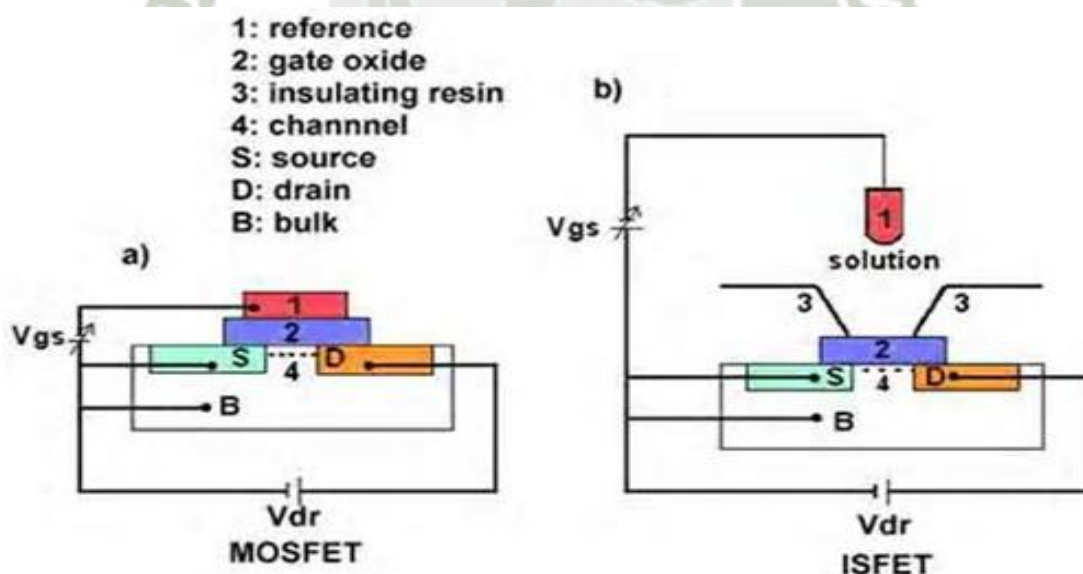 1: reference
2: gate oxide
3: insulating resin
4: channnel
S: source
D: drain
B: bulk
a)
1
2
Vgs
S
D
4
B
Vdr
MOSFET
b)
1
Vgs
solution
3
3
2
S
D
4
B
Vdr
ISFET